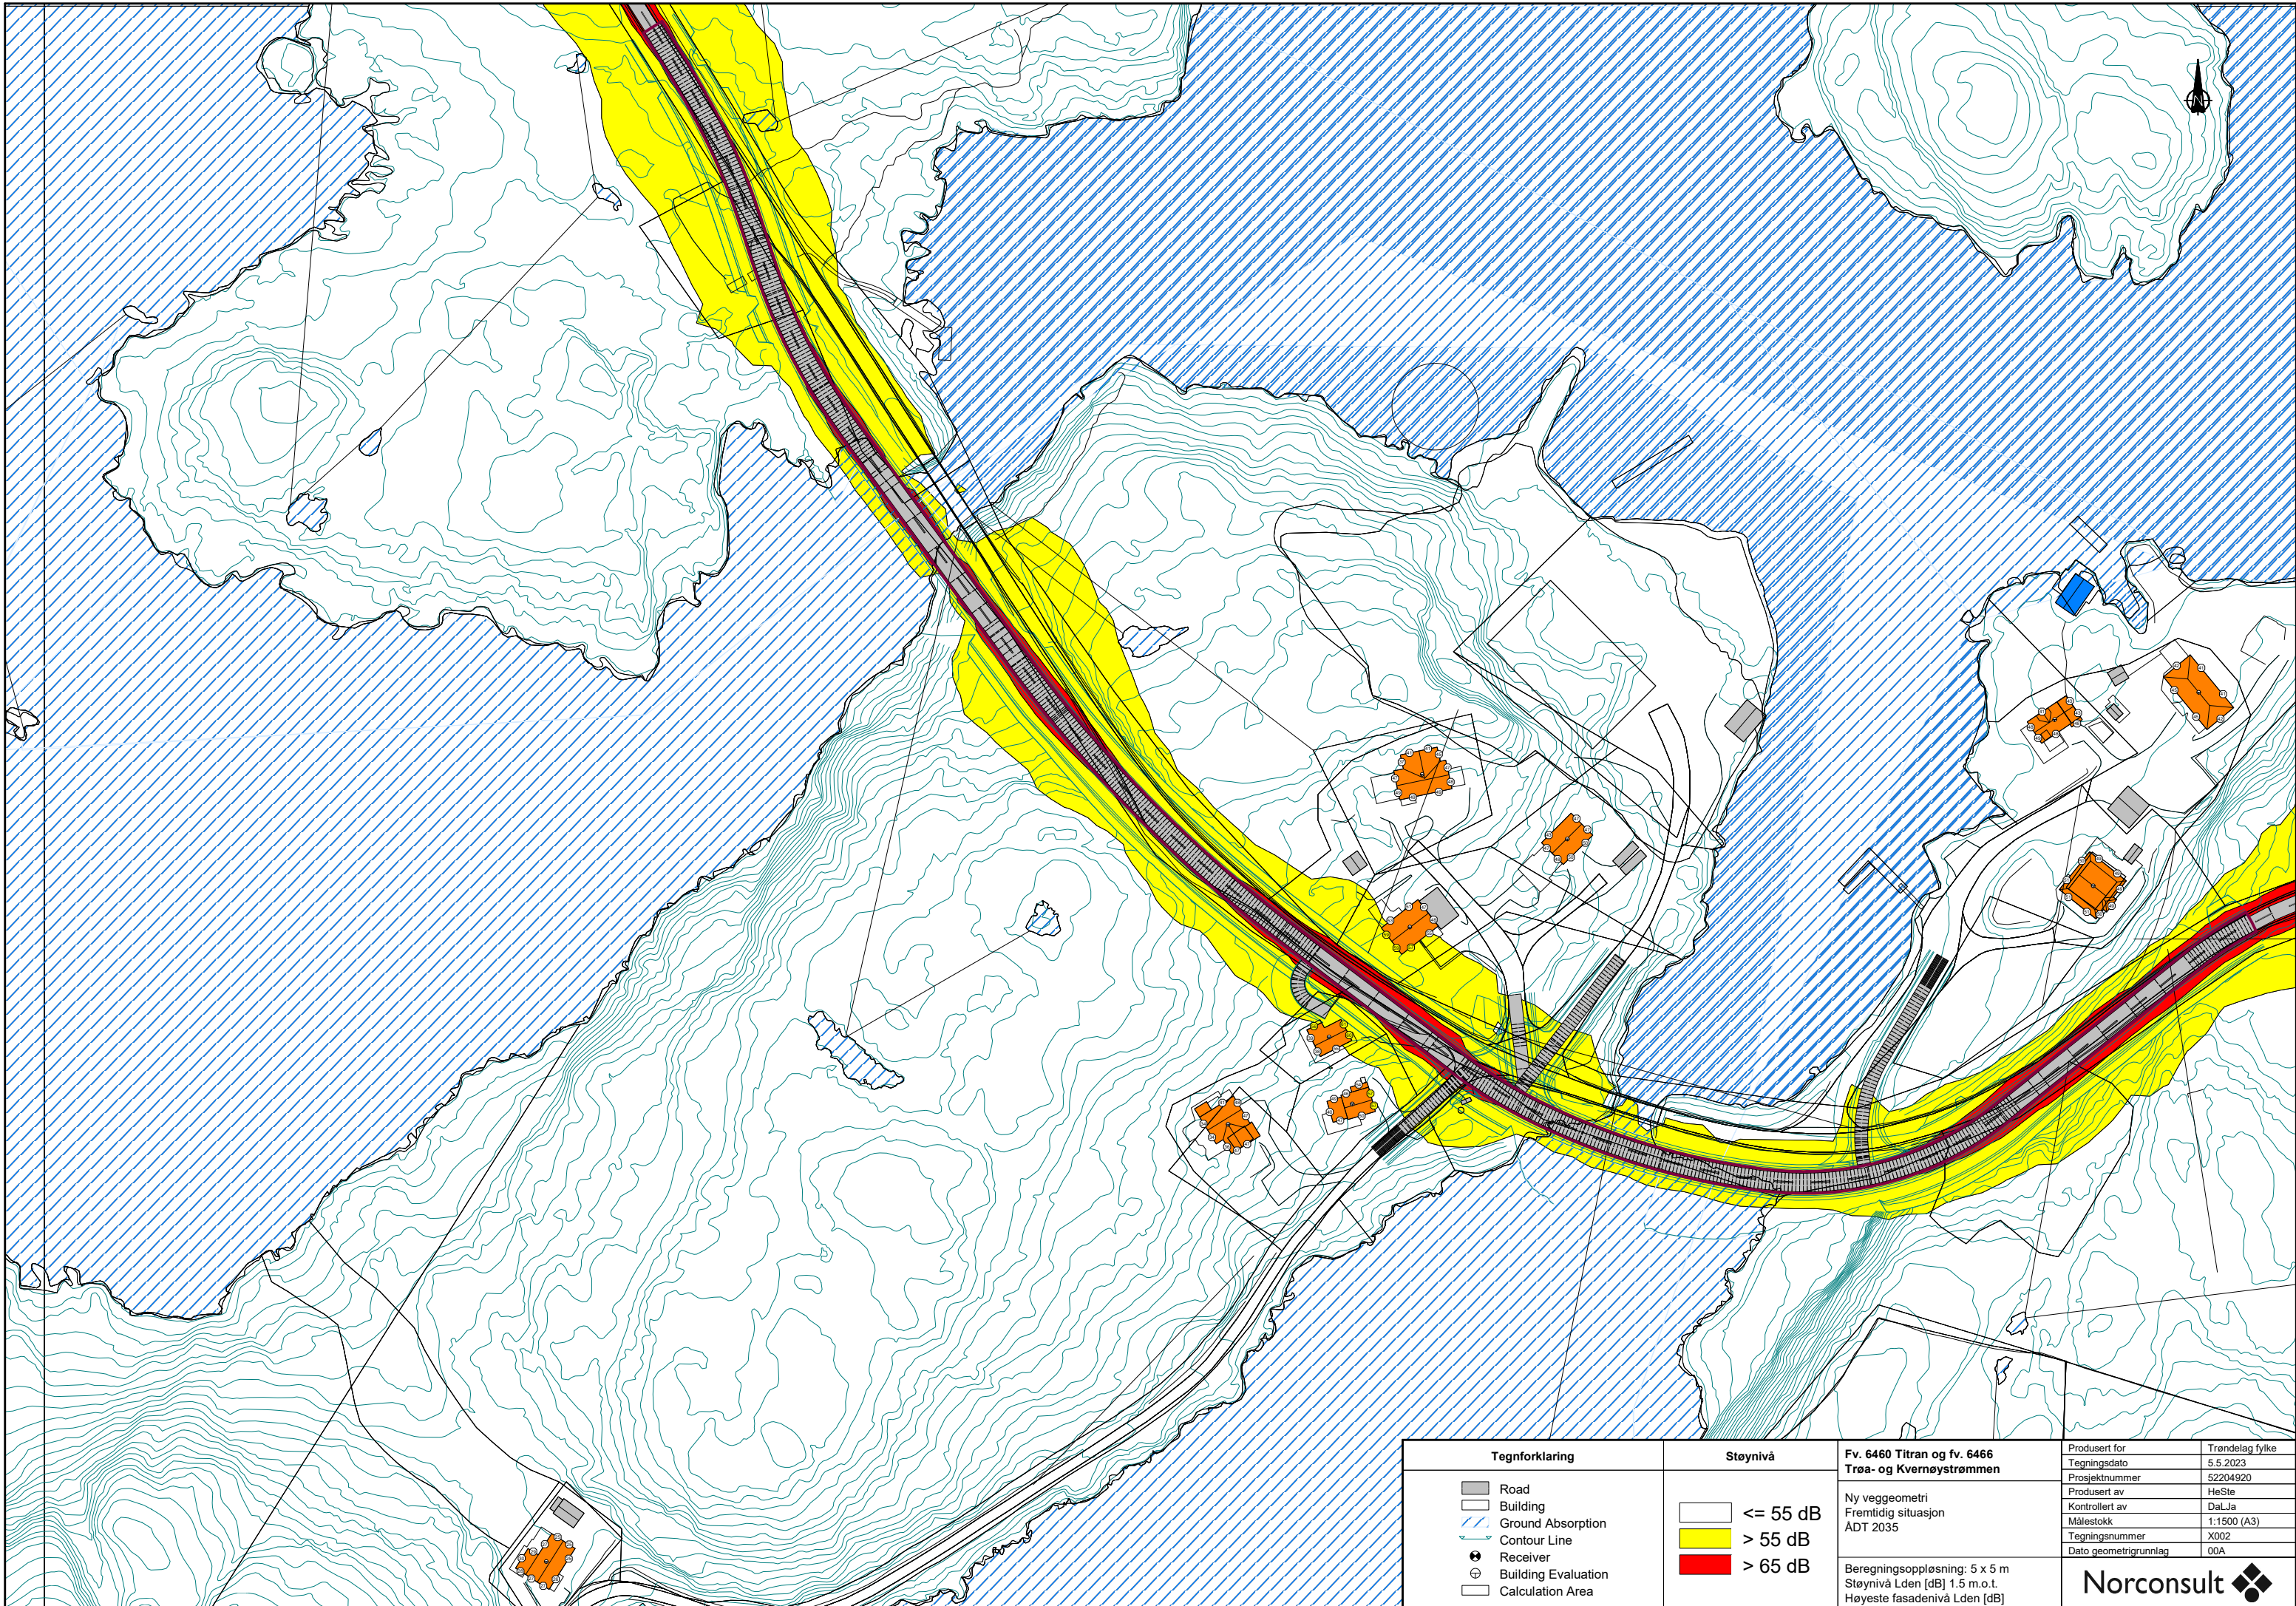 N
Tegnforklaring
Road
Building
Ground Absorption
Contour Line
Receiver
Building Evaluation
Calculation Area
Støynivå
<= 55 dB
> 55 dB
> 65 dB
Fv. 6460 Titran og fv. 6466
Trøa- og Kvernøystrømmen
Ny veggeometri
Fremtidig situasjon
ÅDT 2035
Beregningsoppløsning: 5 x 5 m
Støynivå Lden [dB] 1.5 m.o.t.
Høyeste fasadenivå Lden [dB]
Produsert for Trøndelag fylke
Tegningsdato 5.5.2023
Prosjektnummer 52204920
Produsert av HeSte
Kontrollert av DaLJa
Målestokk 1:1500 (A3)
Tegningsnummer X002
Dato geometrigrunnlag 00A
Norconsult